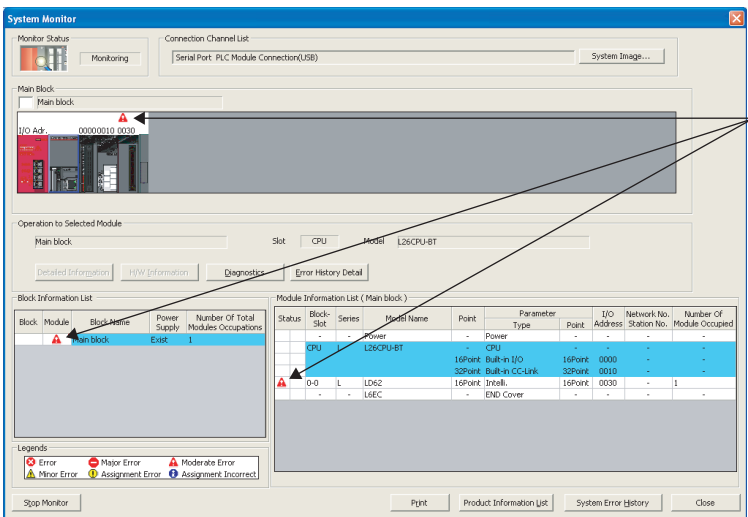 System Monitor
Monitor Status
Monitoring
Connection Channel List
Serial Port PLC Module Connection(USB)
System Image...
Main Block
Main block
I/O Adr. 00000010 0030
Operation to Selected Module
Main block
Slot CPU Model L26CPU-BT
Detailed Information H/W Information Diagnostics Error History Detail
Block Information List
Block Module Block Name Power Supply Number Of Total Modules Occupations
Main block Exist 1
Module Information List ( Main block )
Status Block-Slot Series Model Name Point Parameter Type Point I/O Address Network No. Station No. Number Of Module Occupied
- - Power - Power - - - -
CPU L L26CPU-BT - CPU - - - -
16Point Built-in I/O 16Point 0000 -
32Point Built-in CC-Link 32Point 0010 -
0-0 L LD62 16Point Intelli. 16Point 0030 - 1
- - L6EC - END Cover - - - -
Legends
Error Major Error Moderate Error
Minor Error Assignment Error Assignment Incorrect
Stop Monitor Print Product Information List System Error History Close